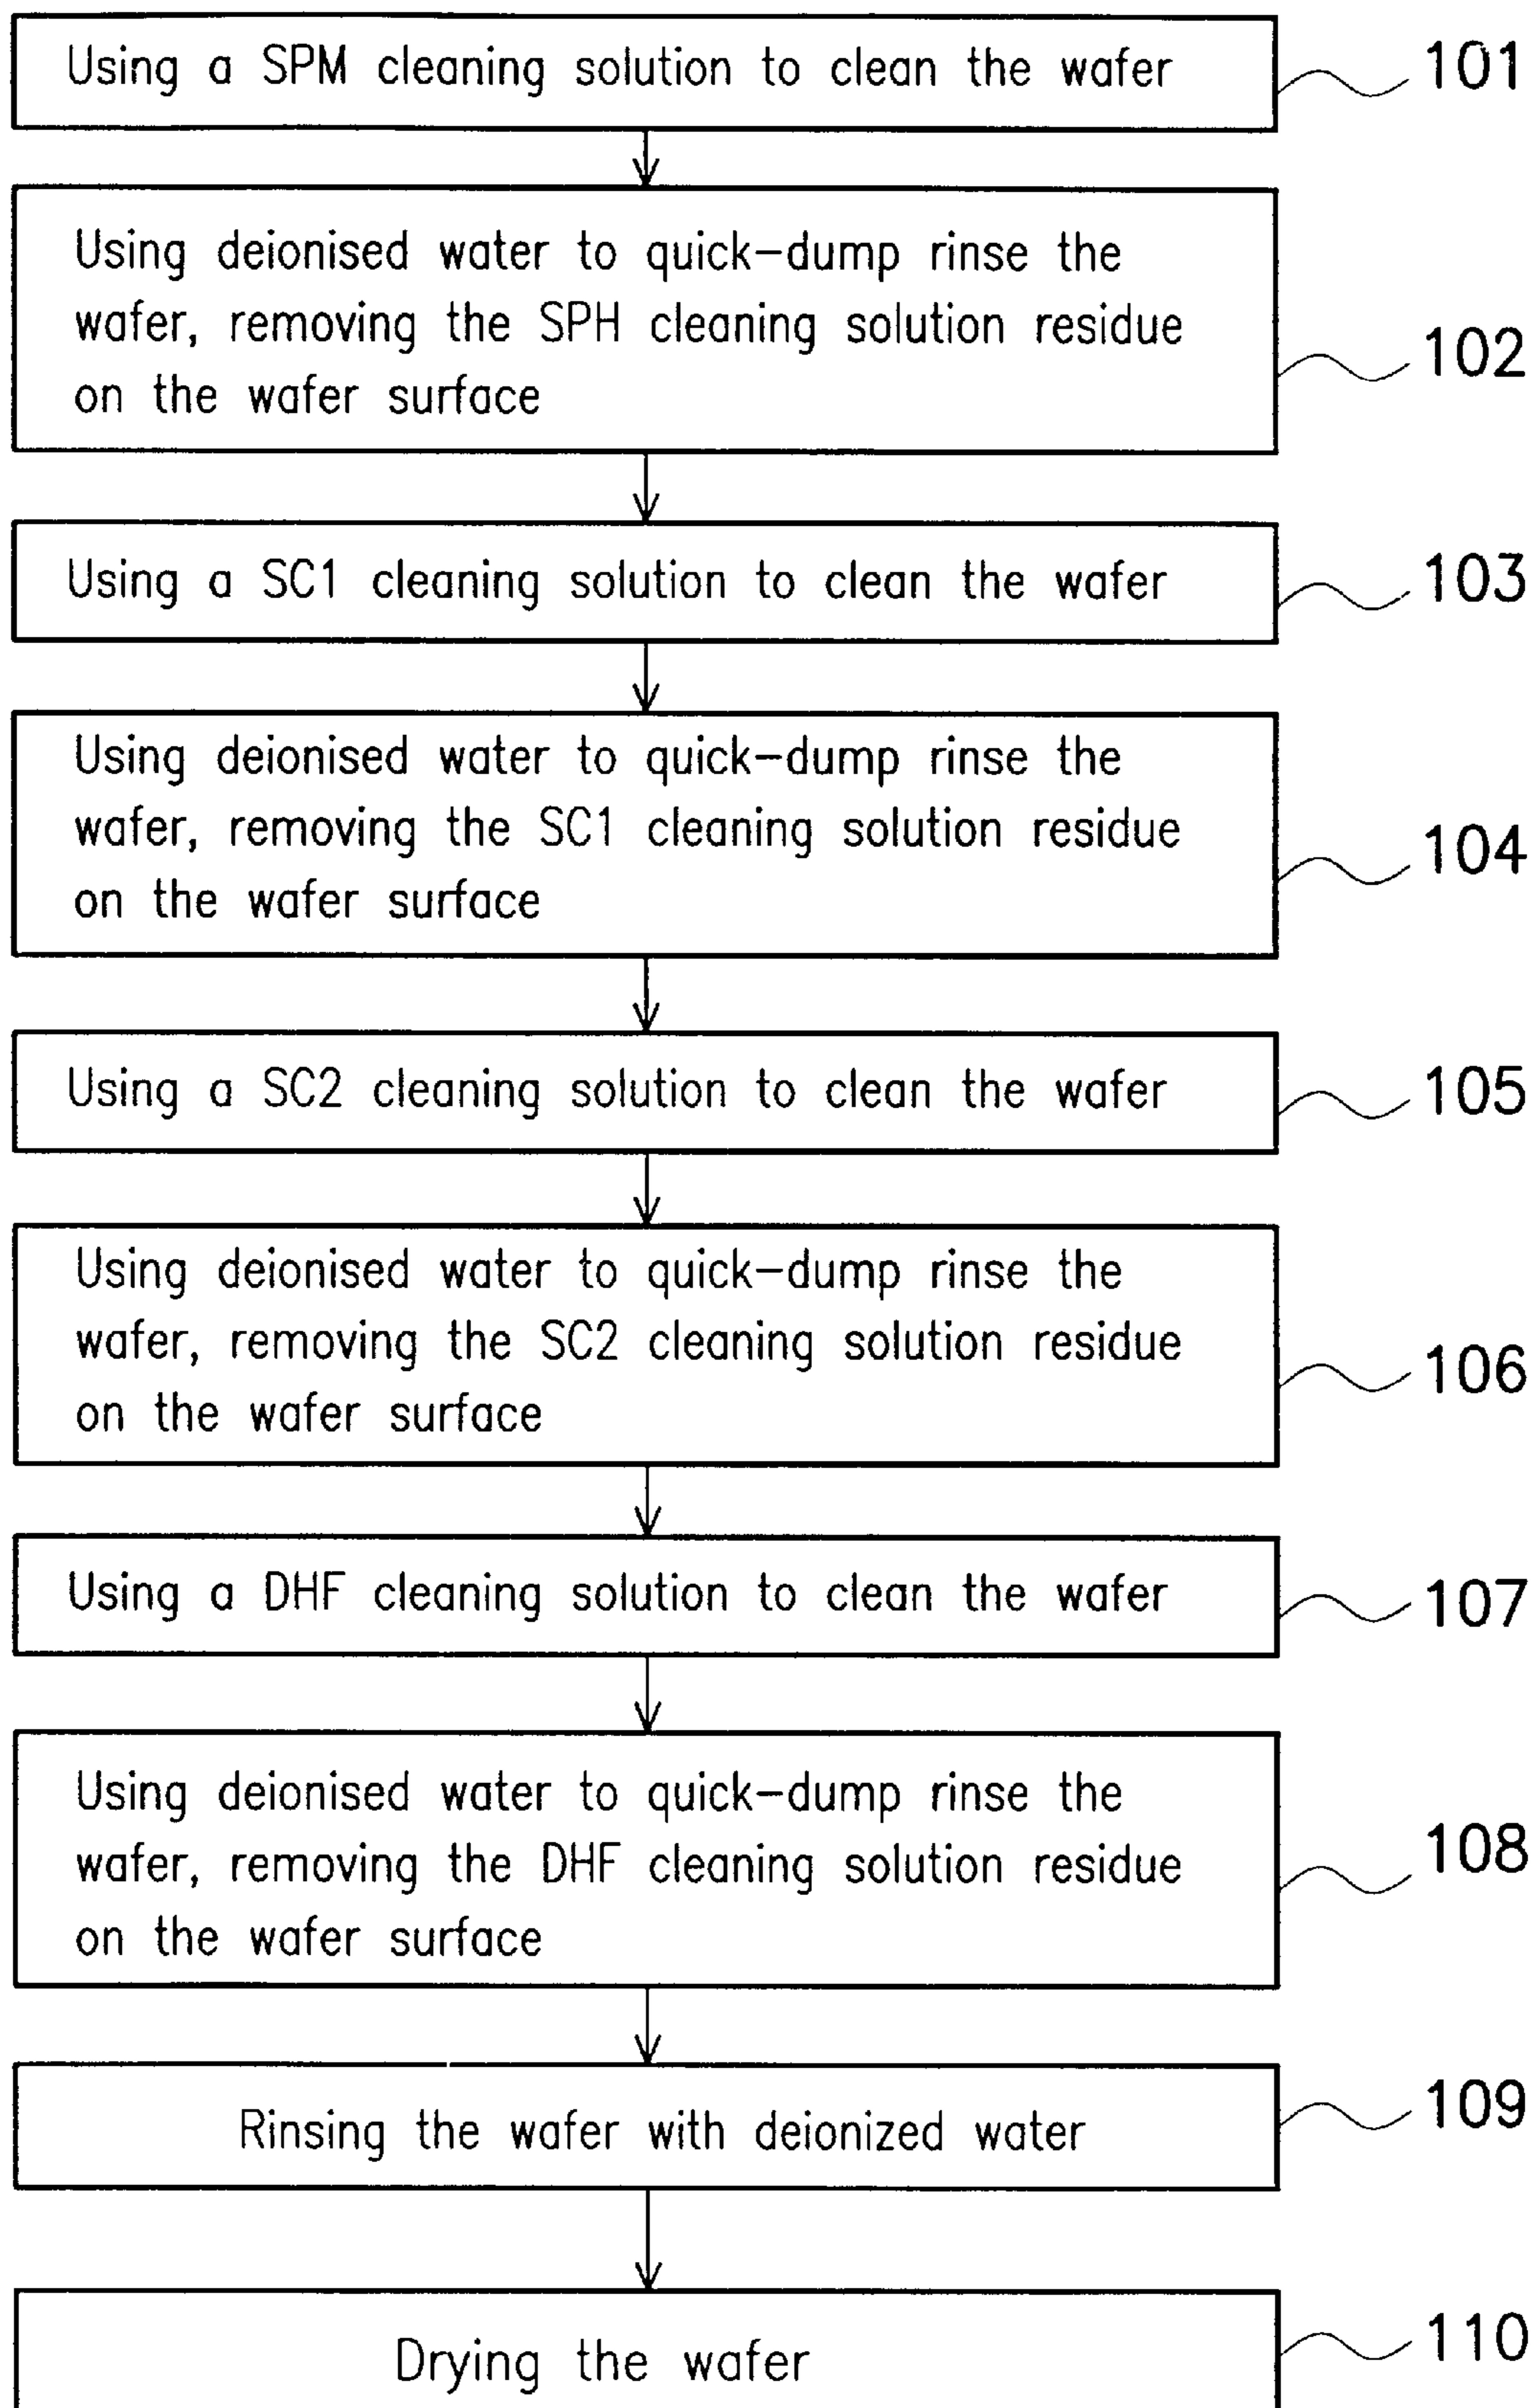 Using a SPM cleaning solution to clean the wafer
101
Using deionised water to quick-dump rinse the
wafer, removing the SPH cleaning solution residue
on the wafer surface
102
Using a SC1 cleaning solution to clean the wafer
103
Using deionised water to quick-dump rinse the
wafer, removing the SC1 cleaning solution residue
on the wafer surface
104
Using a SC2 cleaning solution to clean the wafer
105
Using deionised water to quick-dump rinse the
wafer, removing the SC2 cleaning solution residue
on the wafer surface
106
Using a DHF cleaning solution to clean the wafer
107
Using deionised water to quick-dump rinse the
wafer, removing the DHF cleaning solution residue
on the wafer surface
108
Rinsing the wafer with deionized water
109
Drying the wafer
110